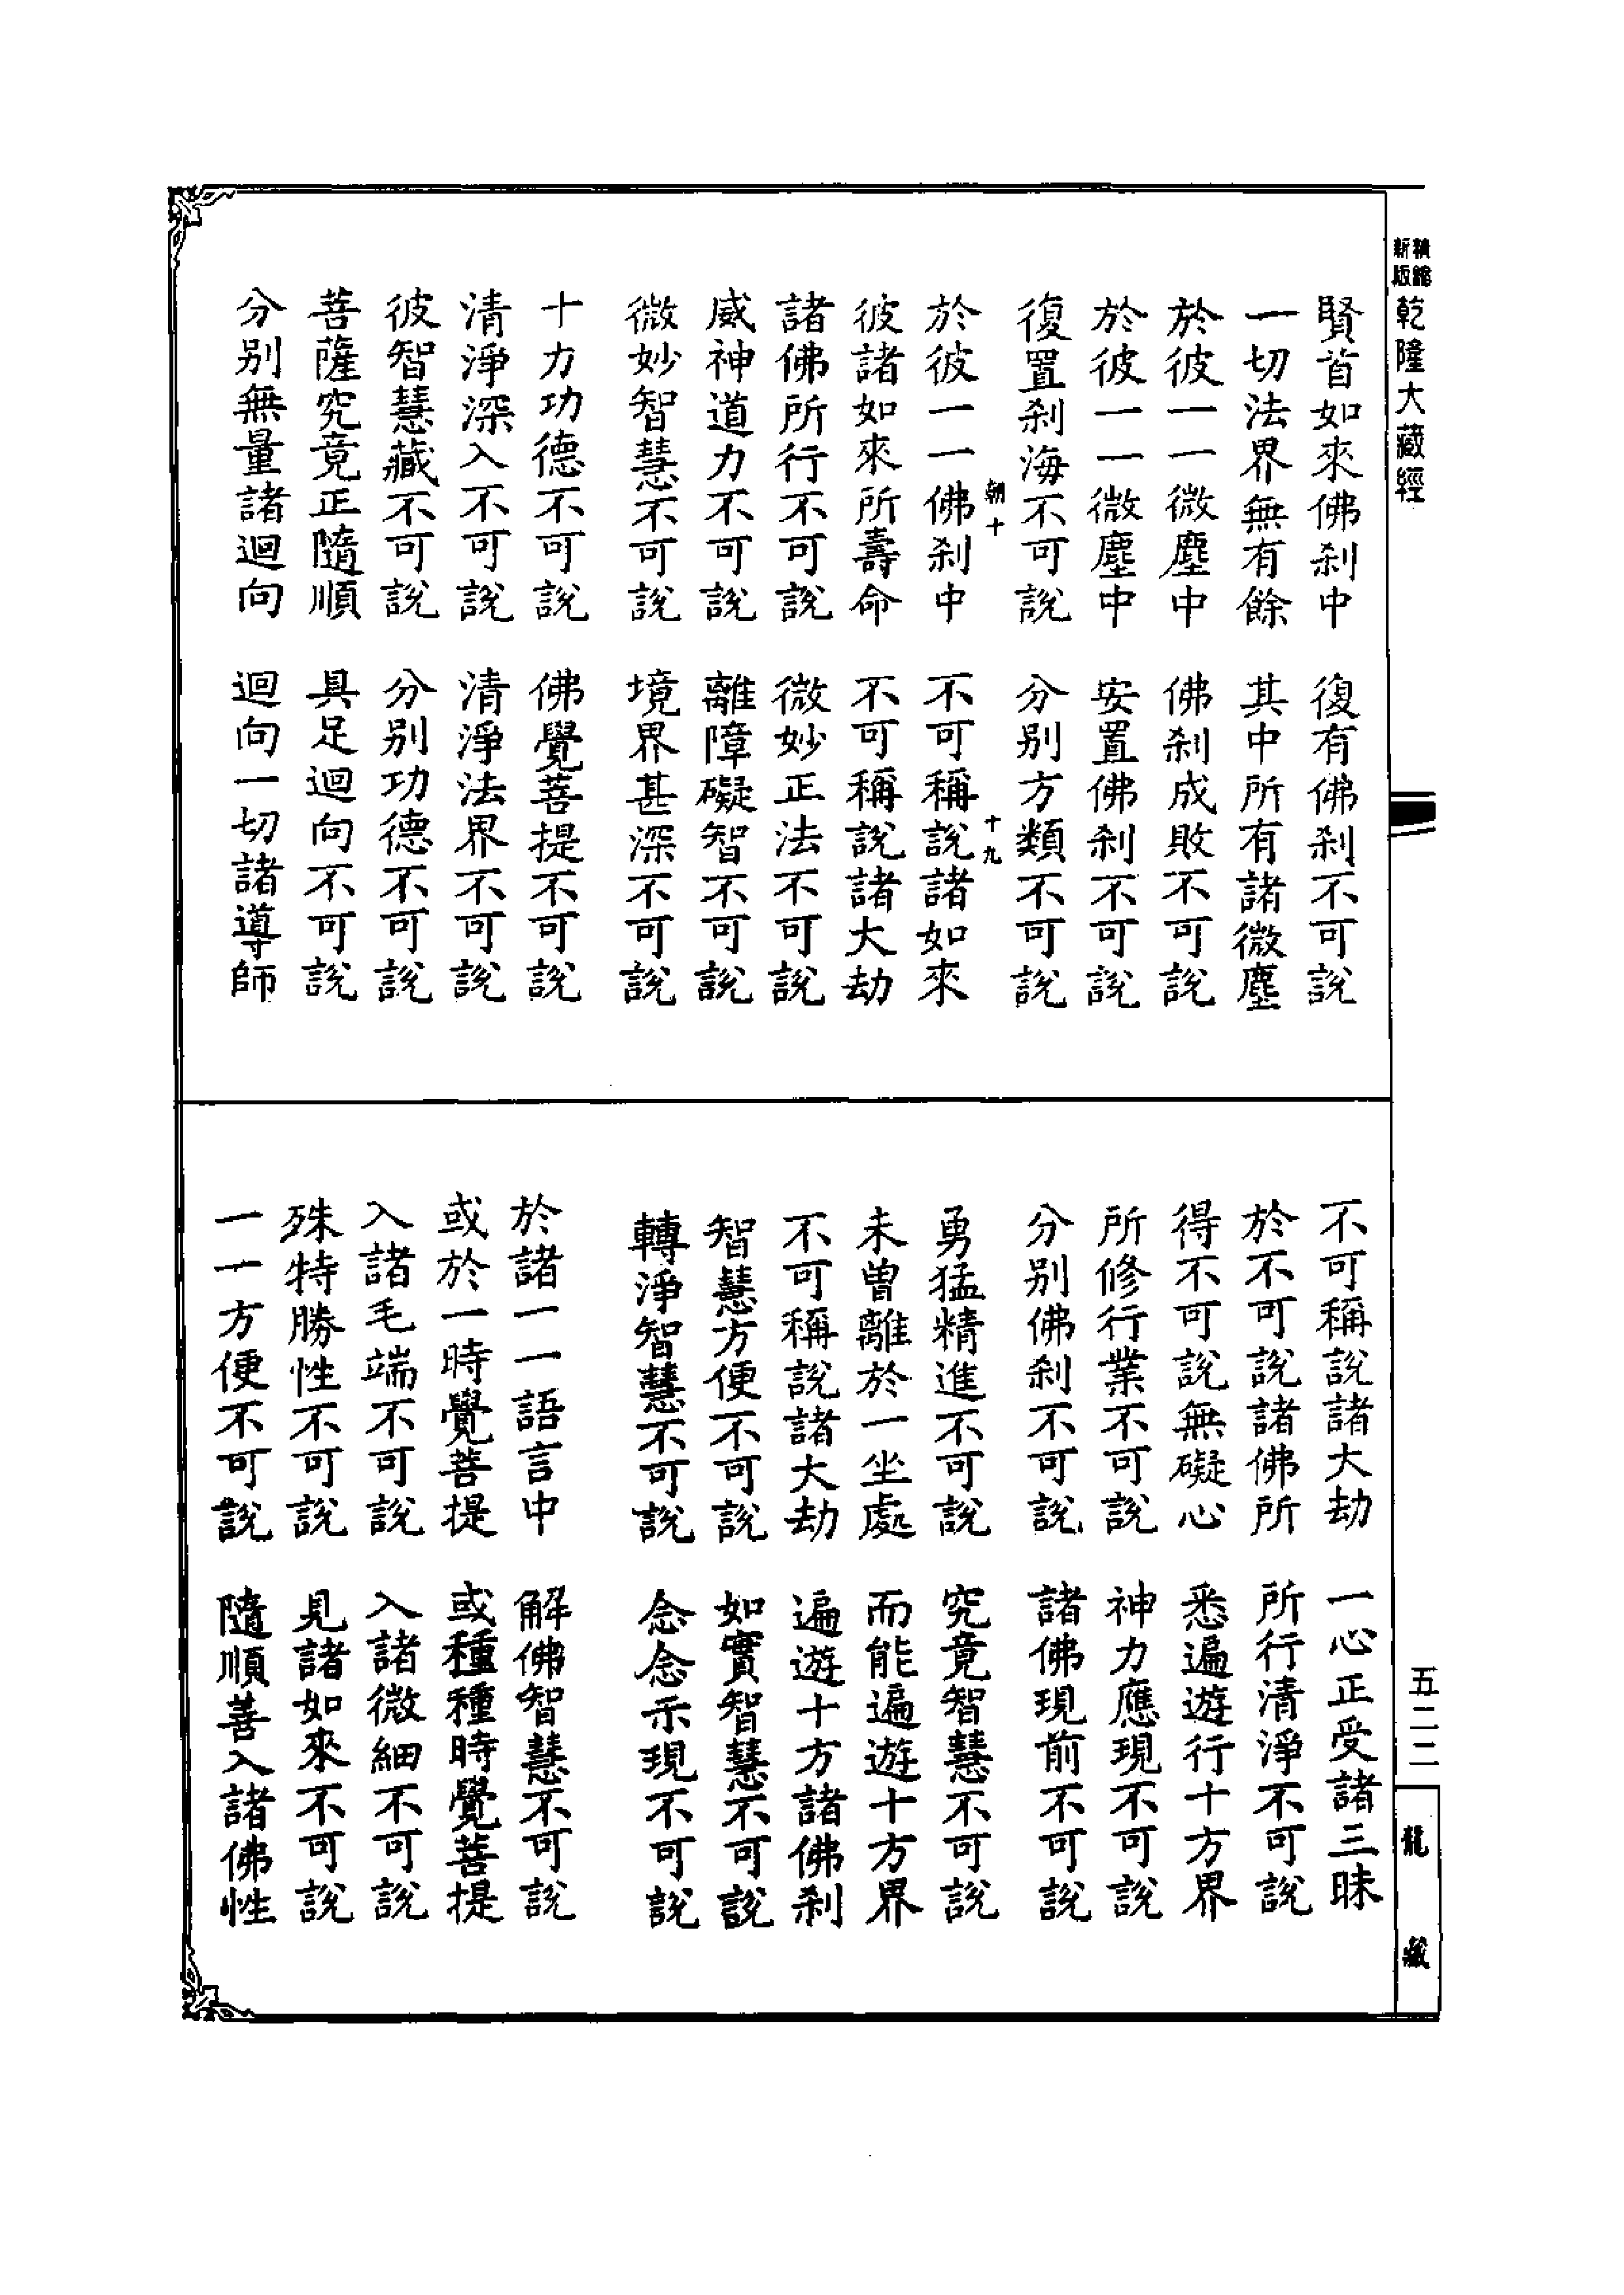 新版 精縮 乾隆大藏經
賢首如來佛刹中　復有佛刹不可說
一切法界無有餘　其中所有諸微塵
於彼一一微塵中　佛刹成敗不可說
於彼一一微塵中　安置佛刹不可說
復置刹海不可說　分别方類不可說
朝十　十九
於彼一一佛刹中　不可稱說諸如來
彼諸如來所壽命　不可稱說諸大劫
諸佛所行不可說　微妙正法不可說
威神道力不可說　離障礙智不可說
微妙智慧不可說　境界甚深不可說
十力功德不可說　佛覺菩提不可說
清淨深入不可說　清淨法界不可說
彼智慧藏不可說　分别功德不可說
菩薩究竟正隨順　具足迴向不可說
分别無量諸迴向　迴向一切諸導師
不可稱說諸大劫　一心正受諸三昧
於不可說諸佛所　所行清淨不可說
得不可說無礙心　悉遍遊行十方界
所修行業不可說　神力應現不可說
分别佛刹不可說　諸佛現前不可說
勇猛精進不可說　究竟智慧不可說
未曾離於一坐處　而能遍遊十方界
不可稱說諸大劫　遍遊十方諸佛刹
智慧方便不可說　如實智慧不可說
轉淨智慧不可說　念念示現不可說
於諸一一語言中　解佛智慧不可說
或於一時覺菩提　或種種時覺菩提
入諸毛端不可說　入諸微細不可說
殊特勝性不可說　見諸如來不可說
一一方便不可說　隨順善入諸佛性
五二二
龍藏